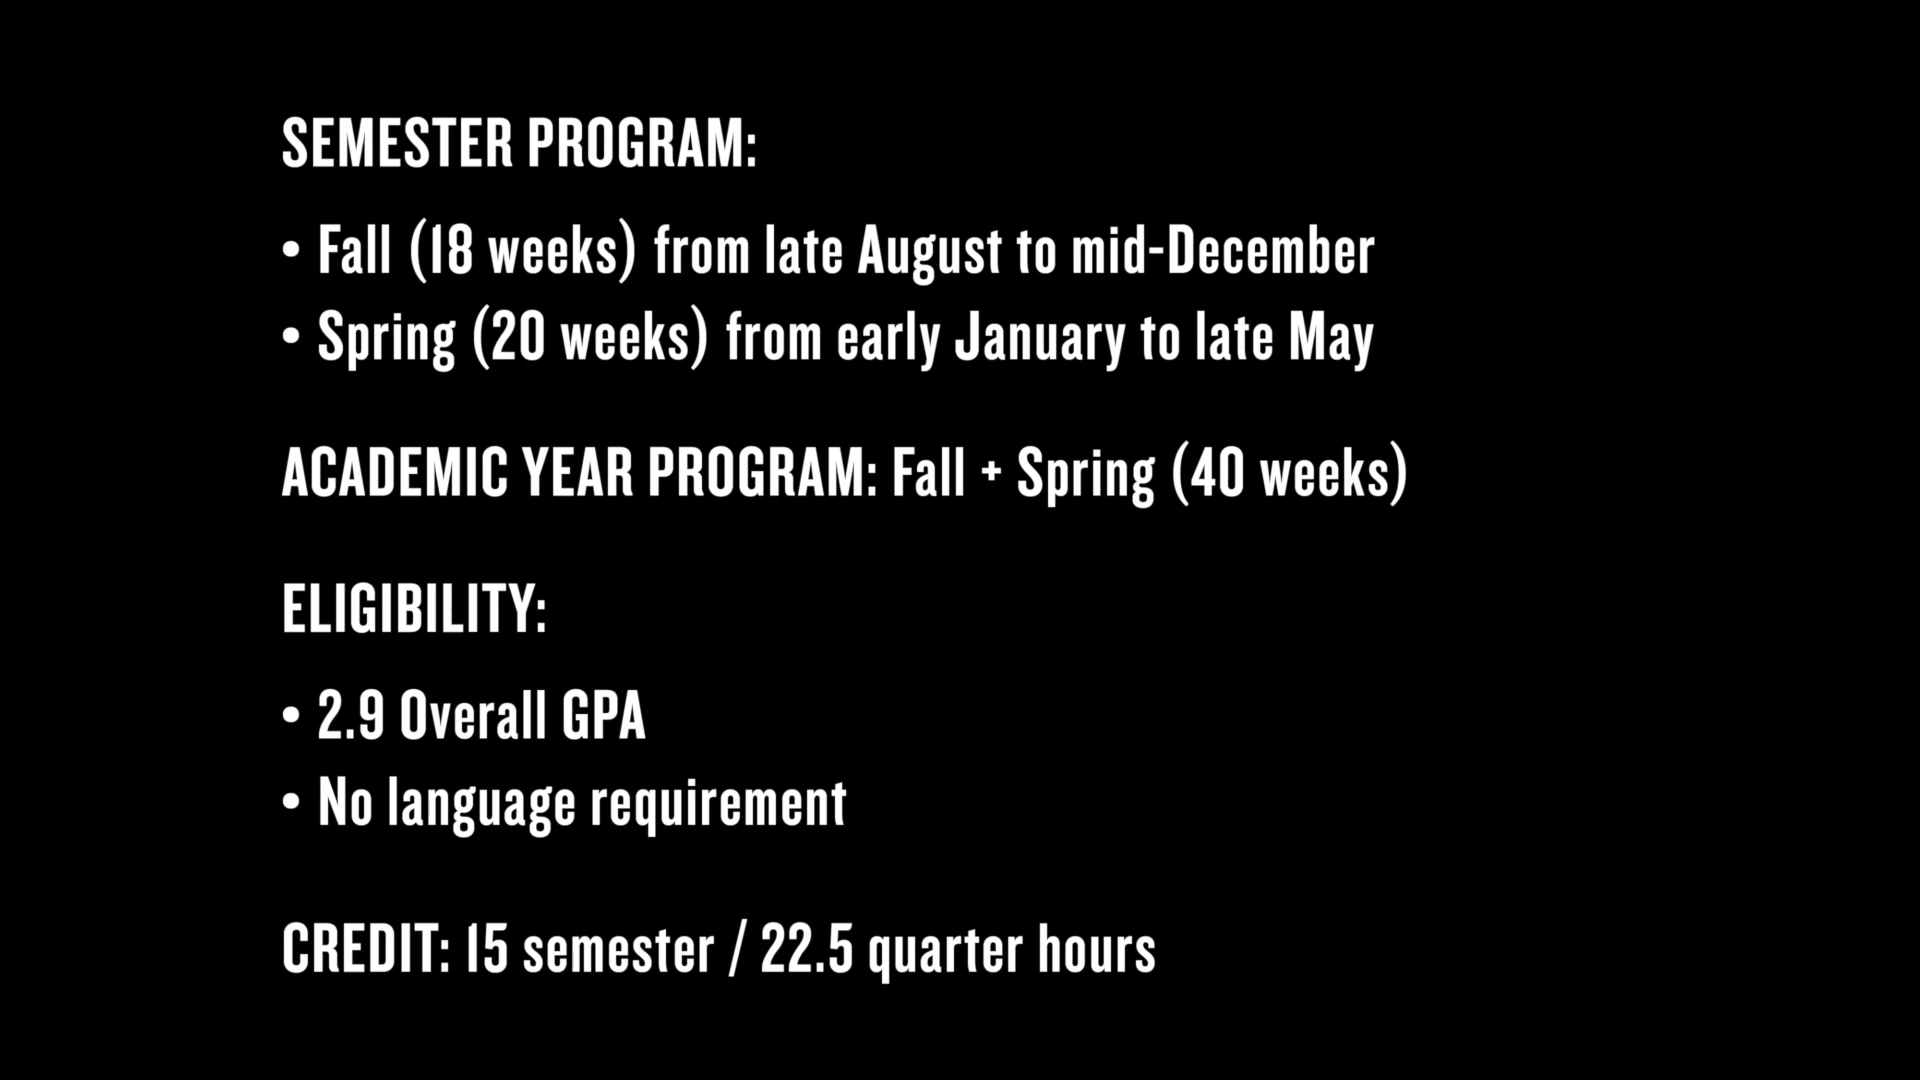 SEMESTER PROGRAM:
• Fall (18 weeks) from late August to mid-December
• Spring (20 weeks) from early January to late May
ACADEMIC YEAR PROGRAM: Fall + Spring (40 weeks)
ELIGIBILITY:
• 2.9 Overall GPA
• No language requirement
CREDIT: 15 semester / 22.5 quarter hours